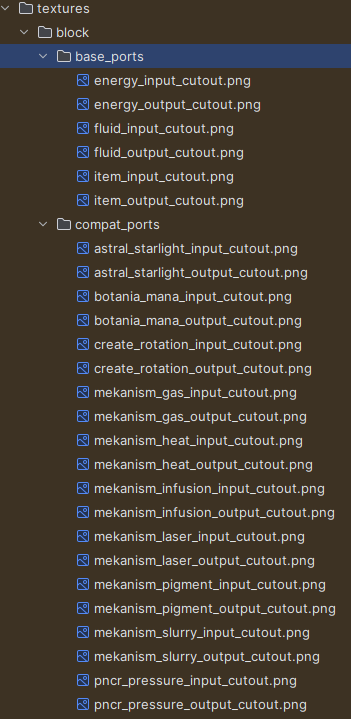 textures
block
base_ports
energy_input_cutout.png
energy_output_cutout.png
fluid_input_cutout.png
fluid_output_cutout.png
item_input_cutout.png
item_output_cutout.png
compat_ports
astral_starlight_input_cutout.png
astral_starlight_output_cutout.png
botania_mana_input_cutout.png
botania_mana_output_cutout.png
create_rotation_input_cutout.png
create_rotation_output_cutout.png
mekanism_gas_input_cutout.png
mekanism_gas_output_cutout.png
mekanism_heat_input_cutout.png
mekanism_heat_output_cutout.png
mekanism_infusion_input_cutout.png
mekanism_infusion_output_cutout.png
mekanism_laser_input_cutout.png
mekanism_laser_output_cutout.png
mekanism_pigment_input_cutout.png
mekanism_pigment_output_cutout.png
mekanism_slurry_input_cutout.png
mekanism_slurry_output_cutout.png
pncr_pressure_input_cutout.png
pncr_pressure_output_cutout.png